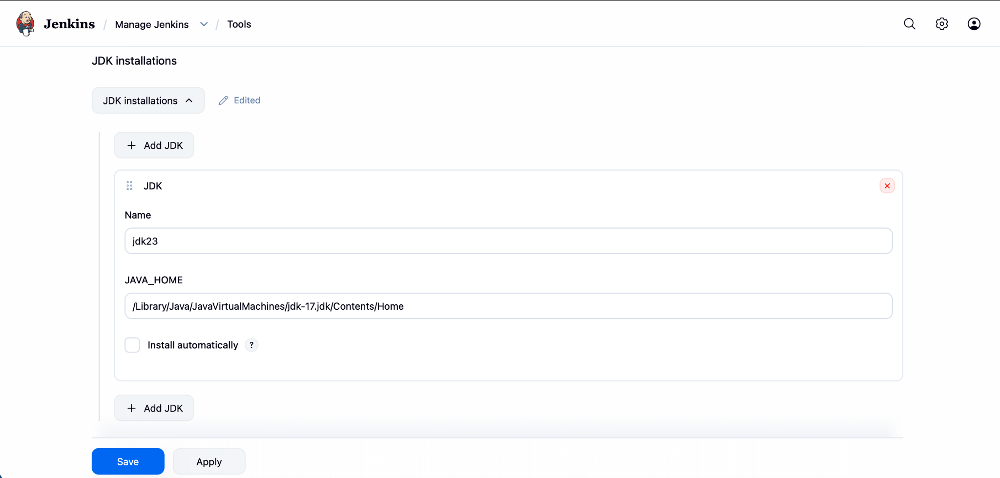 Jenkins / Manage Jenkins / Tools
JDK installations
JDK installations Edited
+ Add JDK
JDK
Name
jdk23
JAVA_HOME
/Library/Java/JavaVirtualMachines/jdk-17.jdk/Contents/Home
Install automatically ?
+ Add JDK
Save Apply